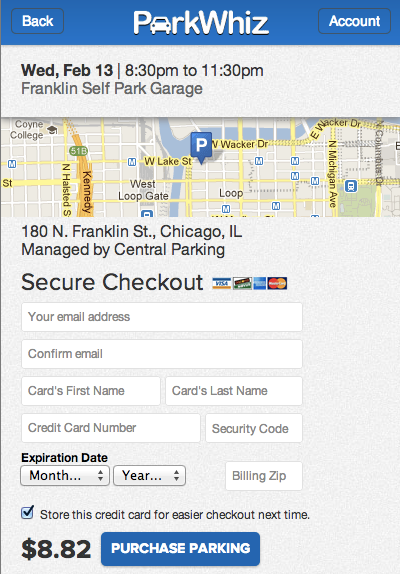 Back
ParkWhiz
Account
Wed, Feb 13 | 8:30pm to 11:30pm
Franklin Self Park Garage
Coyne
College
51B
N Halsted S
Kennedy
St
West
Loop Gate
W Lake St
P
W Wacker Dr
Loop
E Wacker Dr
N Michigan Ave
N Columbus Dr
180 N. Franklin St., Chicago, IL
Managed by Central Parking
Secure Checkout VISA
Your email address
Confirm email
Card's First Name Card's Last Name
Credit Card Number Security Code
Expiration Date
Month... Year... Billing Zip
Store this credit card for easier checkout next time.
$8.82 PURCHASE PARKING